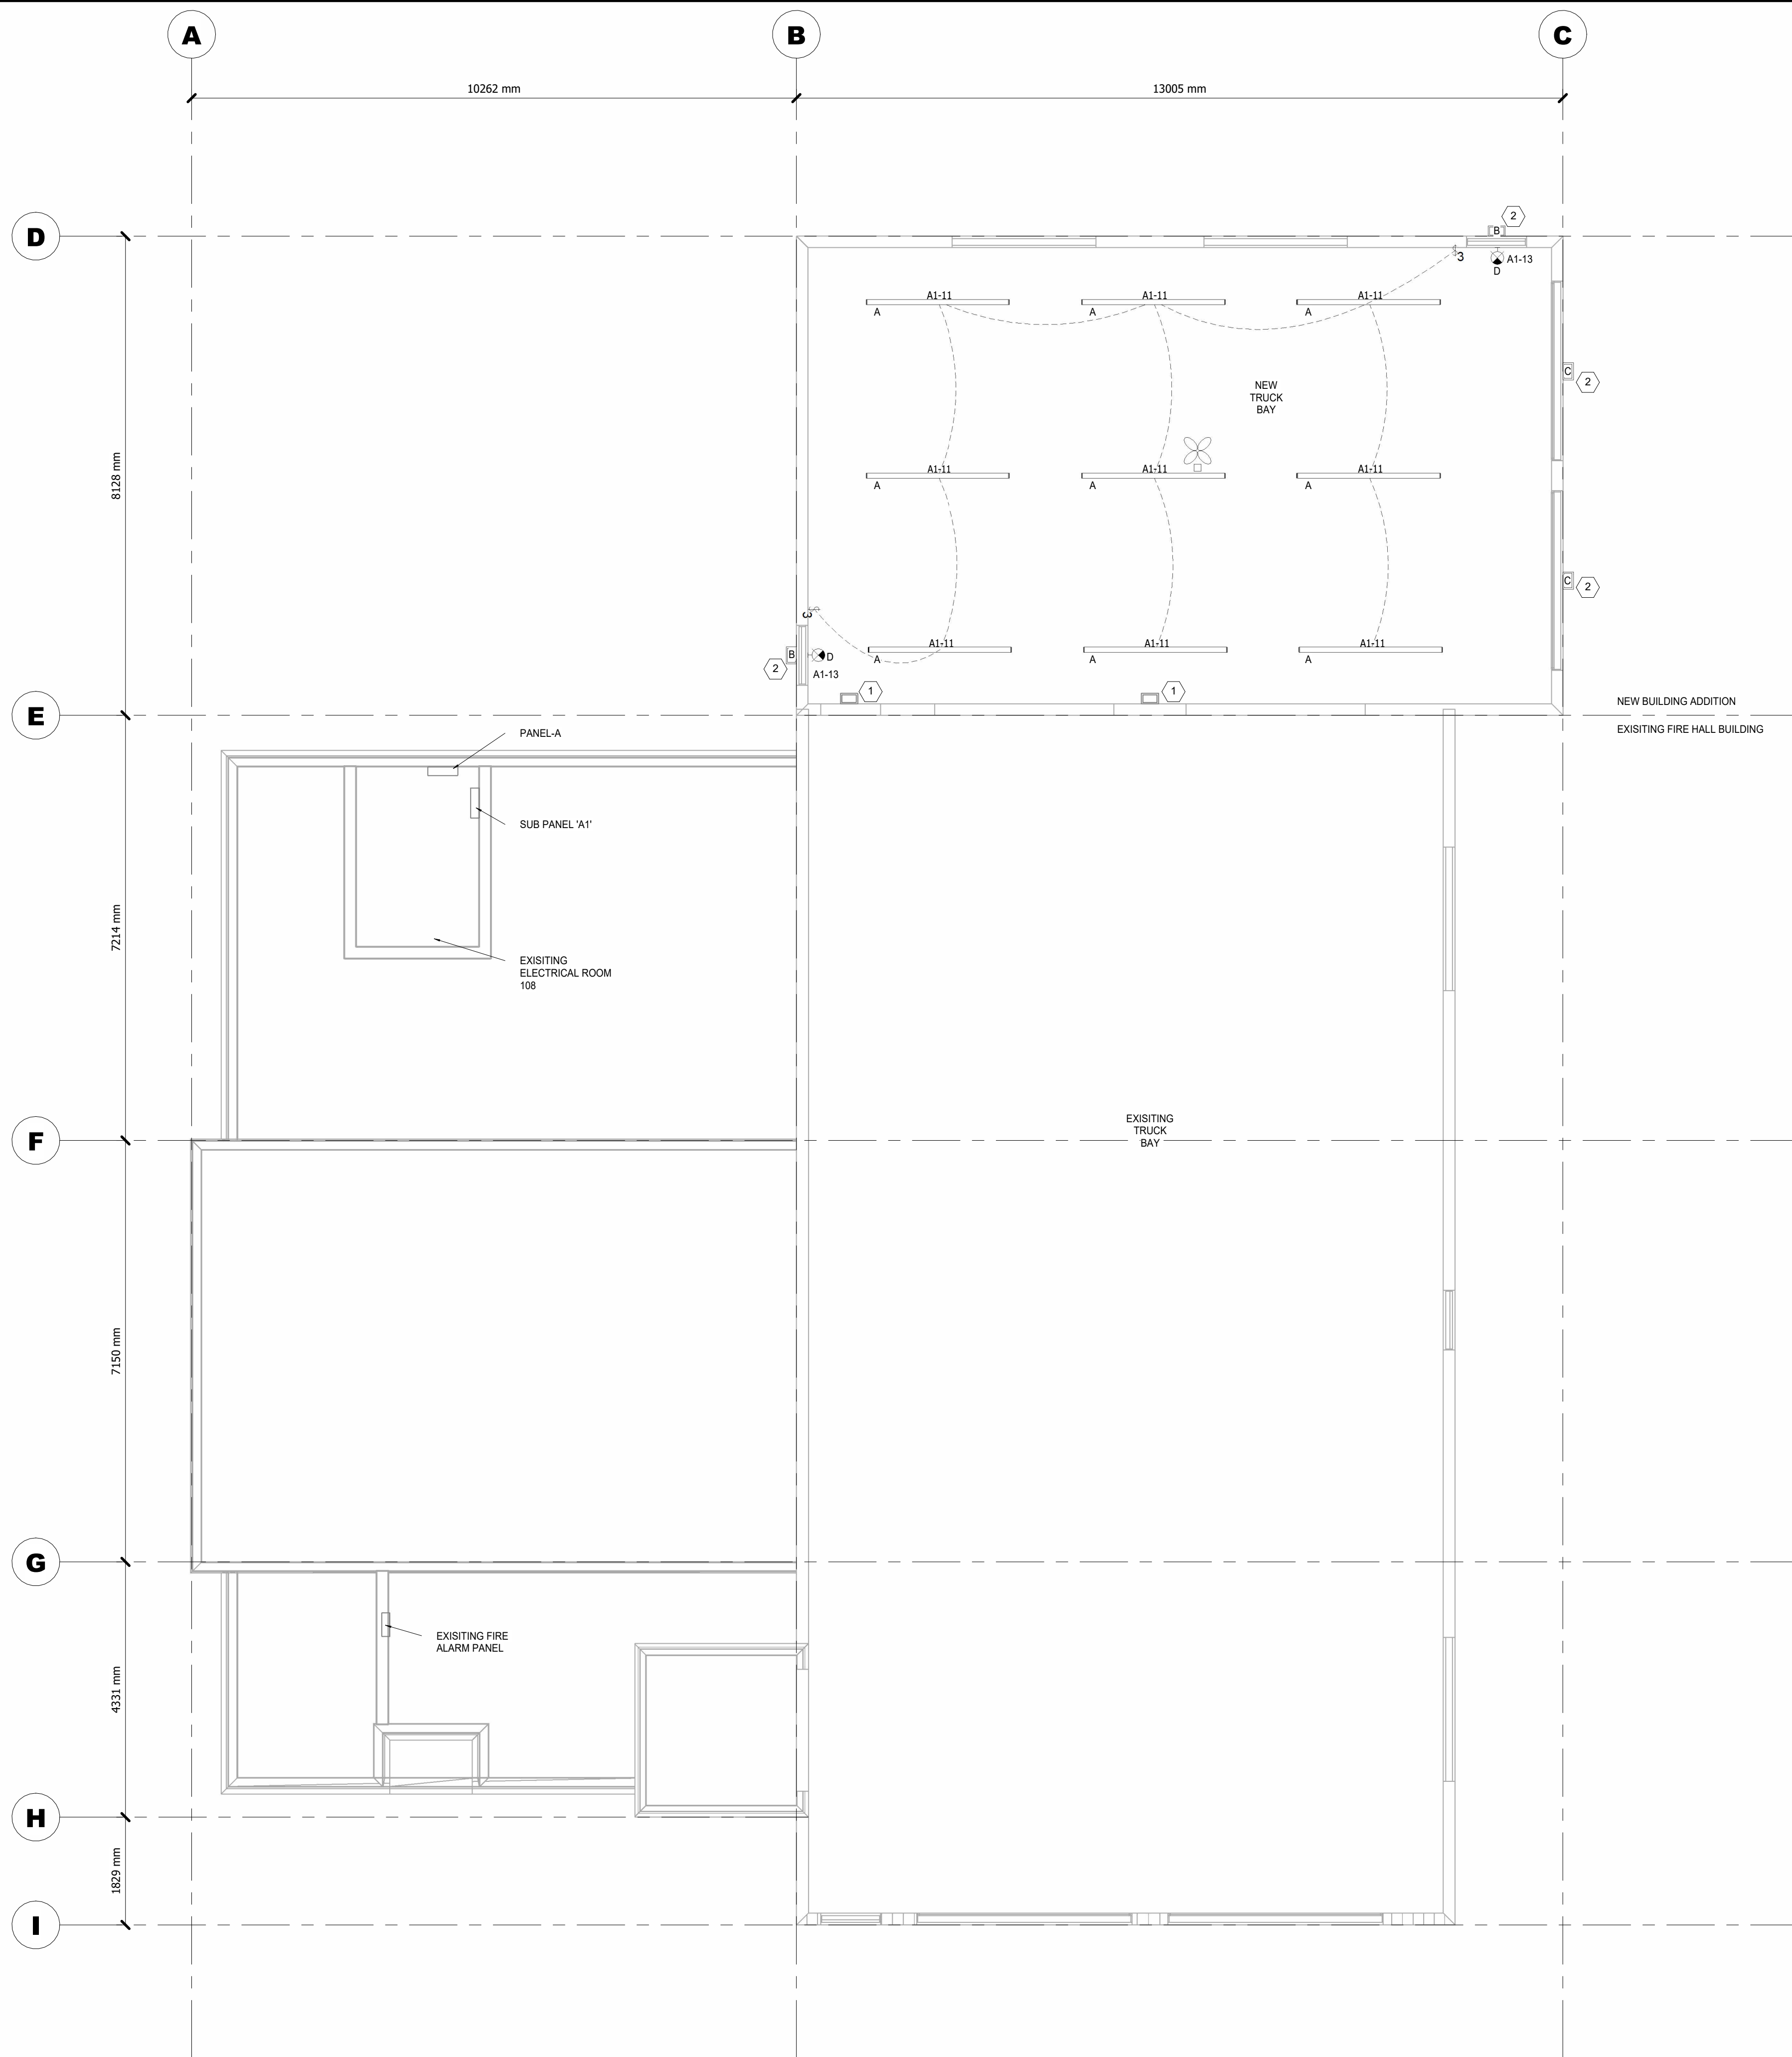 A
B
C
10262 mm
13005 mm
D
2
B
3
A1-13
D
A1-11
A1-11
A1-11
A
A
A
C
2
NEW
TRUCK
BAY
8128 mm
A1-11
A1-11
A1-11
A
A
A
C
2
3
A1-11
A1-11
A1-11
B
D
A
A
A
2
A1-13
1
1
E
NEW BUILDING ADDITION
EXISITING FIRE HALL BUILDING
PANEL-A
SUB PANEL 'A1'
7214 mm
EXISITING
ELECTRICAL ROOM
108
F
EXISITING
TRUCK
BAY
7150 mm
G
EXISITING FIRE
ALARM PANEL
4331 mm
H
1829 mm
I